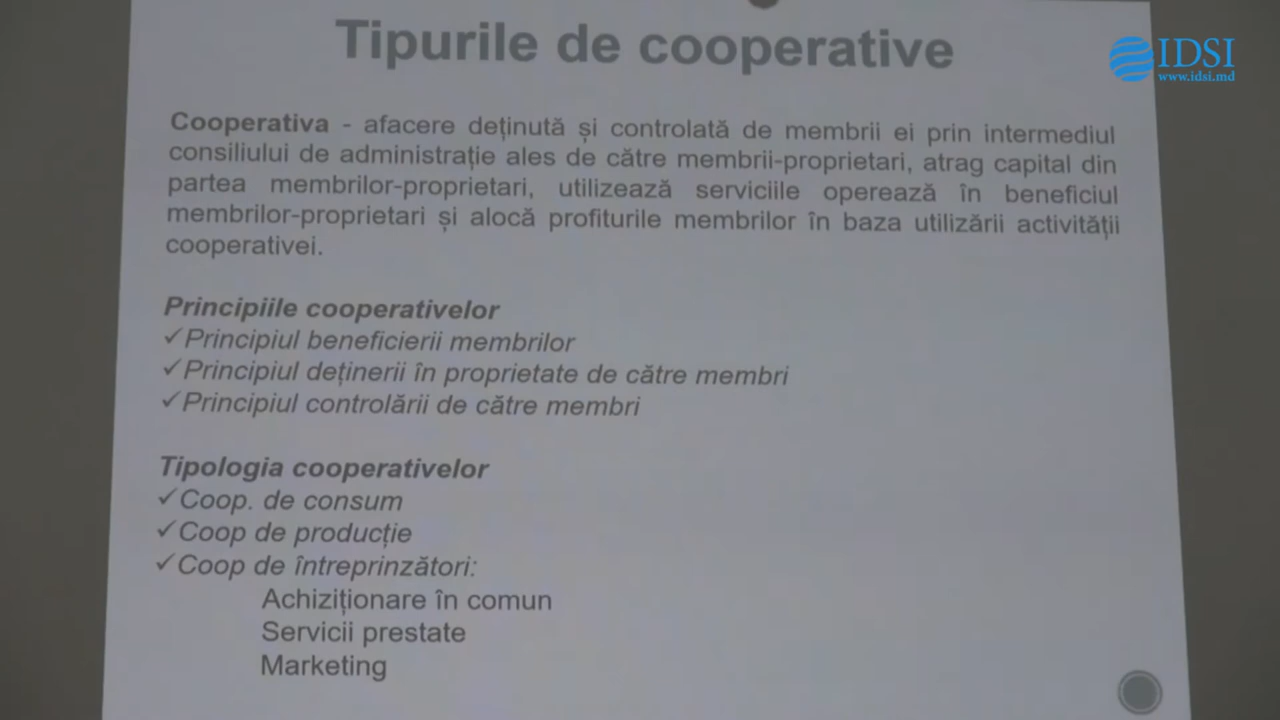 Tipurile de cooperative
IDSI
www.idsi.md
Cooperativa - afacere deținută și controlată de membrii ei prin intermediul
consiliului de administrație ales de către membrii-proprietari, atrag capital din
partea membrilor-proprietari, utilizează serviciile operează în beneficiul
membrilor-proprietari și alocă profiturile membrilor în baza utilizării activității
cooperativei.
Principiile cooperativelor
✓Principiul beneficierii membrilor
✓Principiul deținerii în proprietate de către membri
✓Principiul controlării de către membri
Tipologia cooperativelor
✓Coop. de consum
✓Coop de producție
✓Coop de întreprinzători:
Achiziționare în comun
Servicii prestate
Marketing